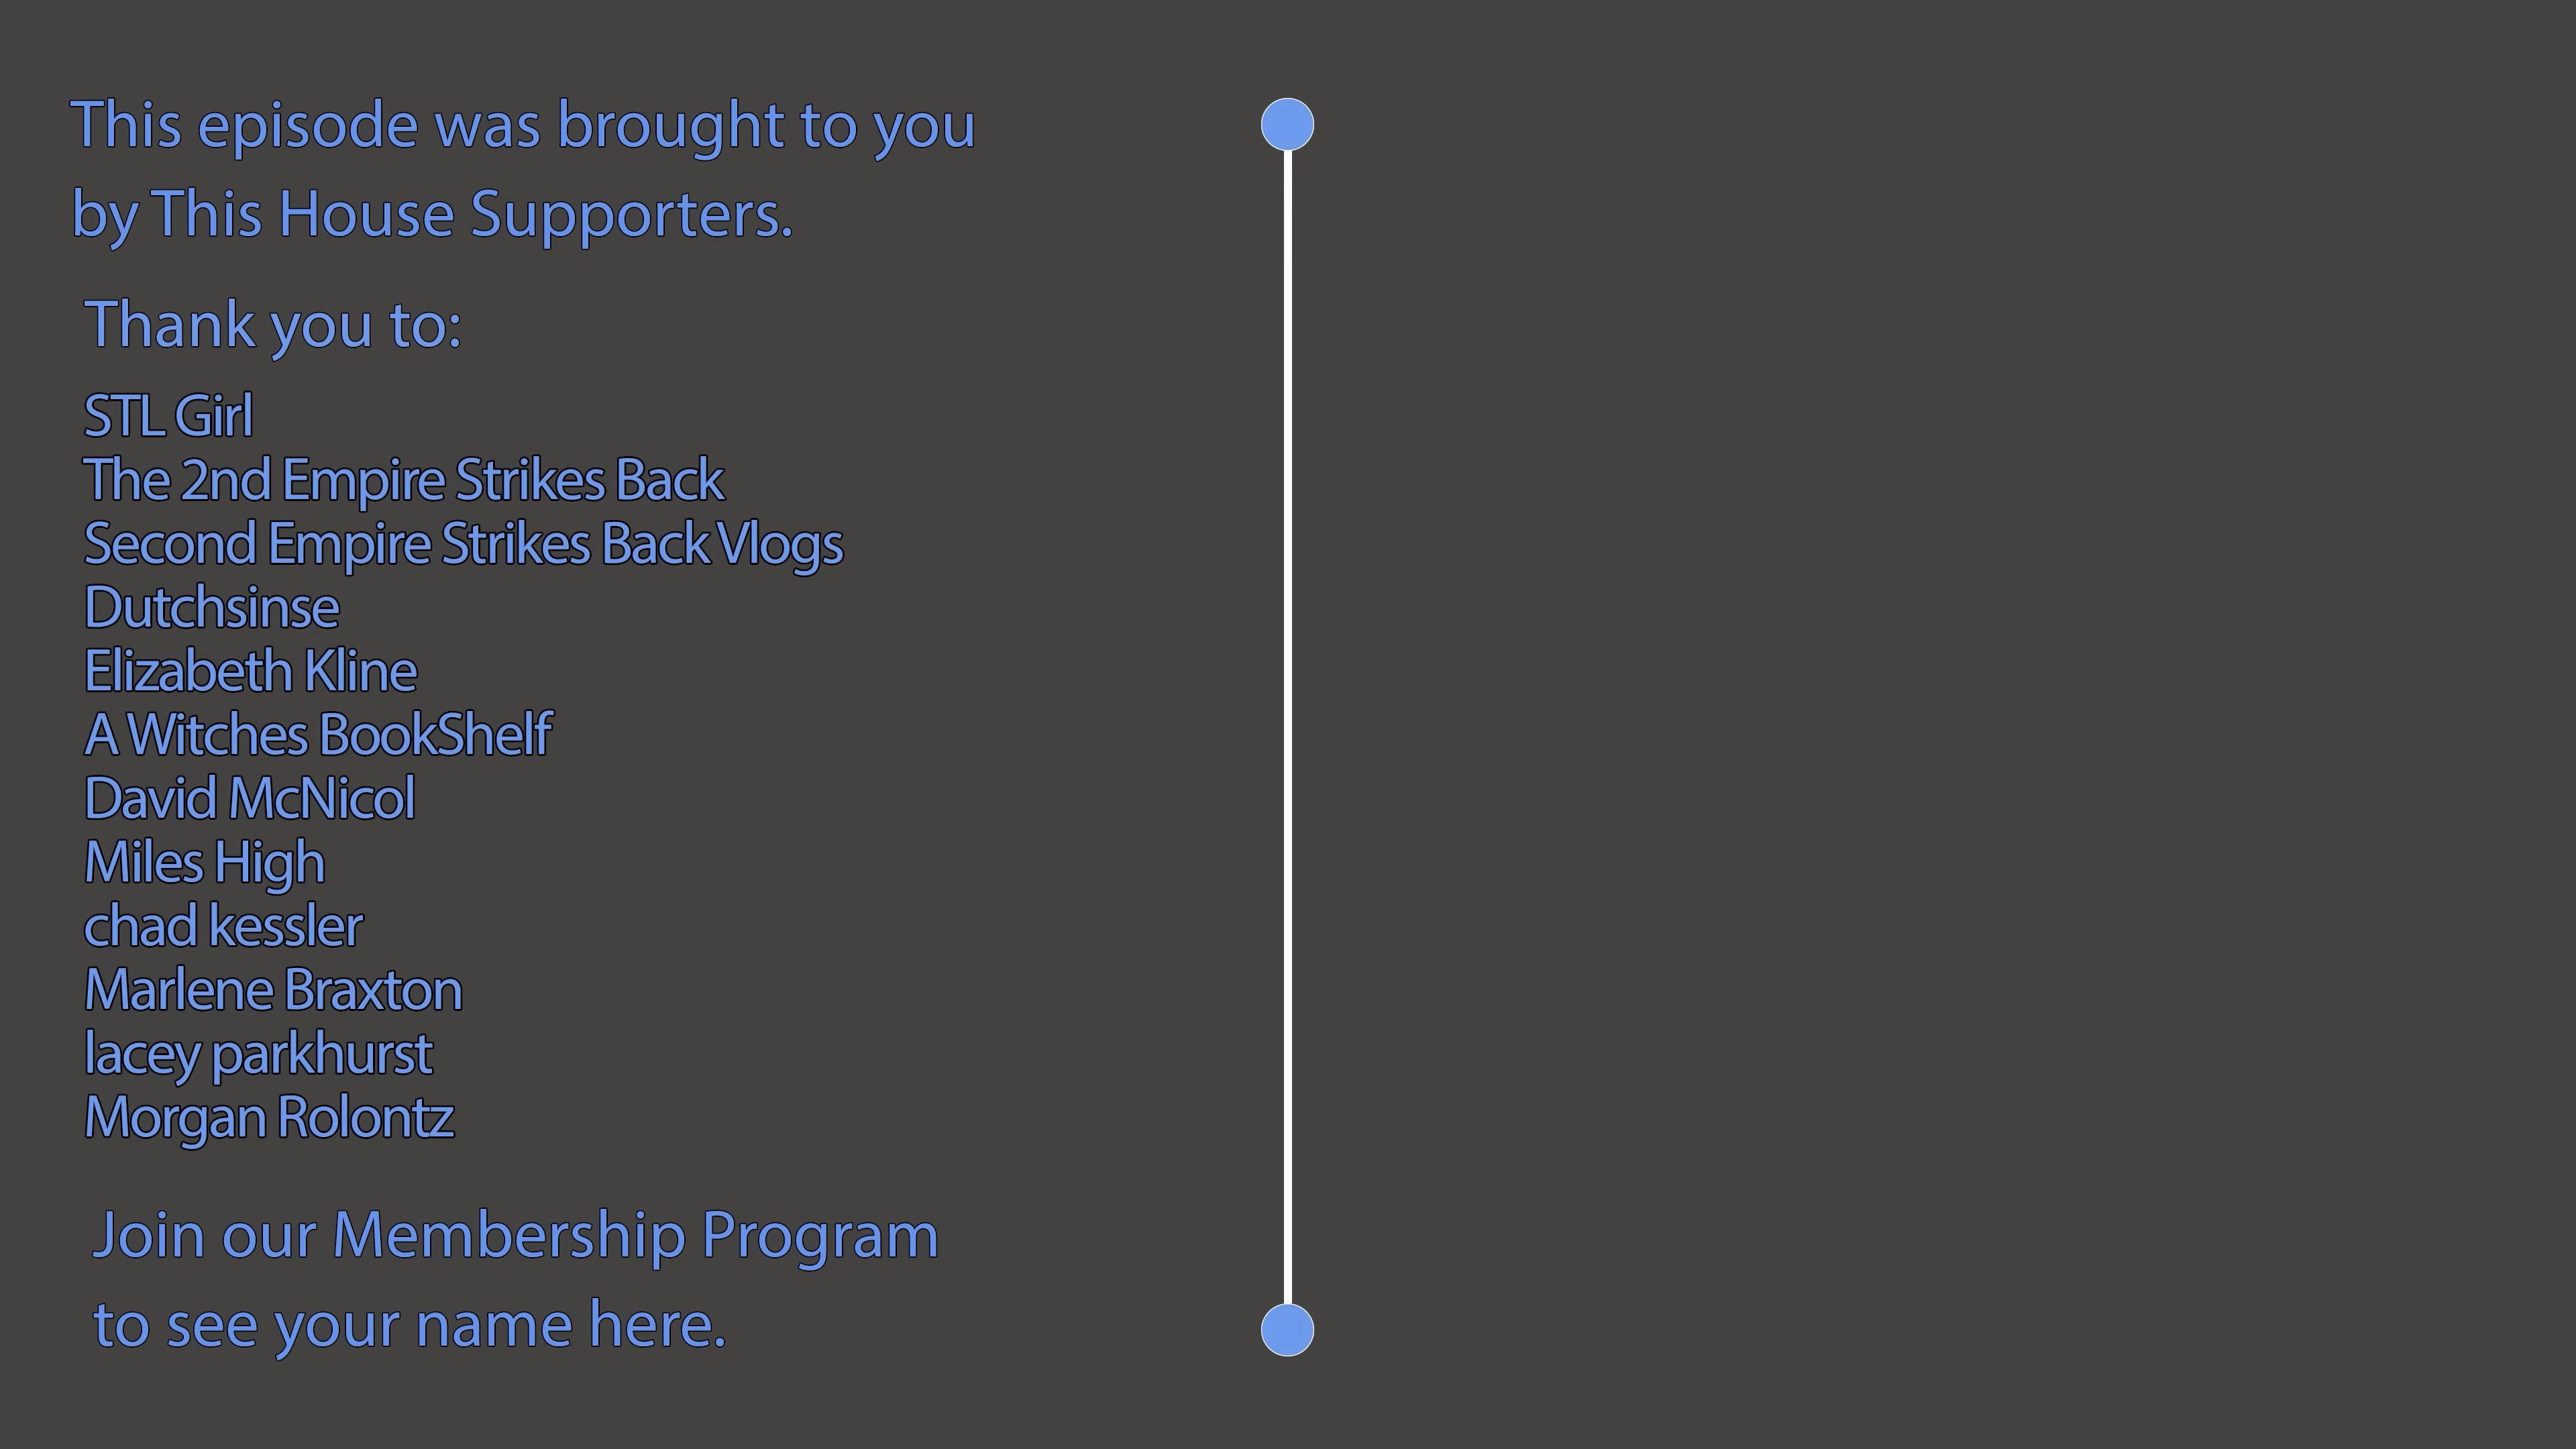 This episode was brought to you
by This House Supporters.
Thank you to:
STL Girl
The 2nd Empire Strikes Back
Second Empire Strikes Back Vlogs
Dutchsinse
Elizabeth Kline
A Witches BookShelf
David McNicol
Miles High
chad kessler
Marlene Braxton
lacey parkhurst
Morgan Rolontz
Join our Membership Program
to see your name here.